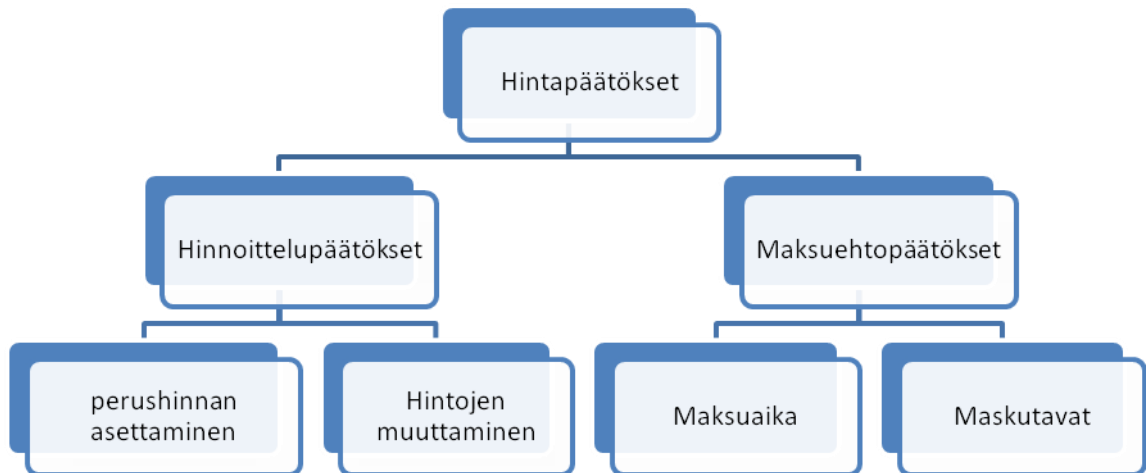 Hintapäätökset
Hinnoittelupäätökset
Maksuehtopäätökset
perushinnan
asettaminen
Hintojen
muuttaminen
Maksuaika
Maskutavat